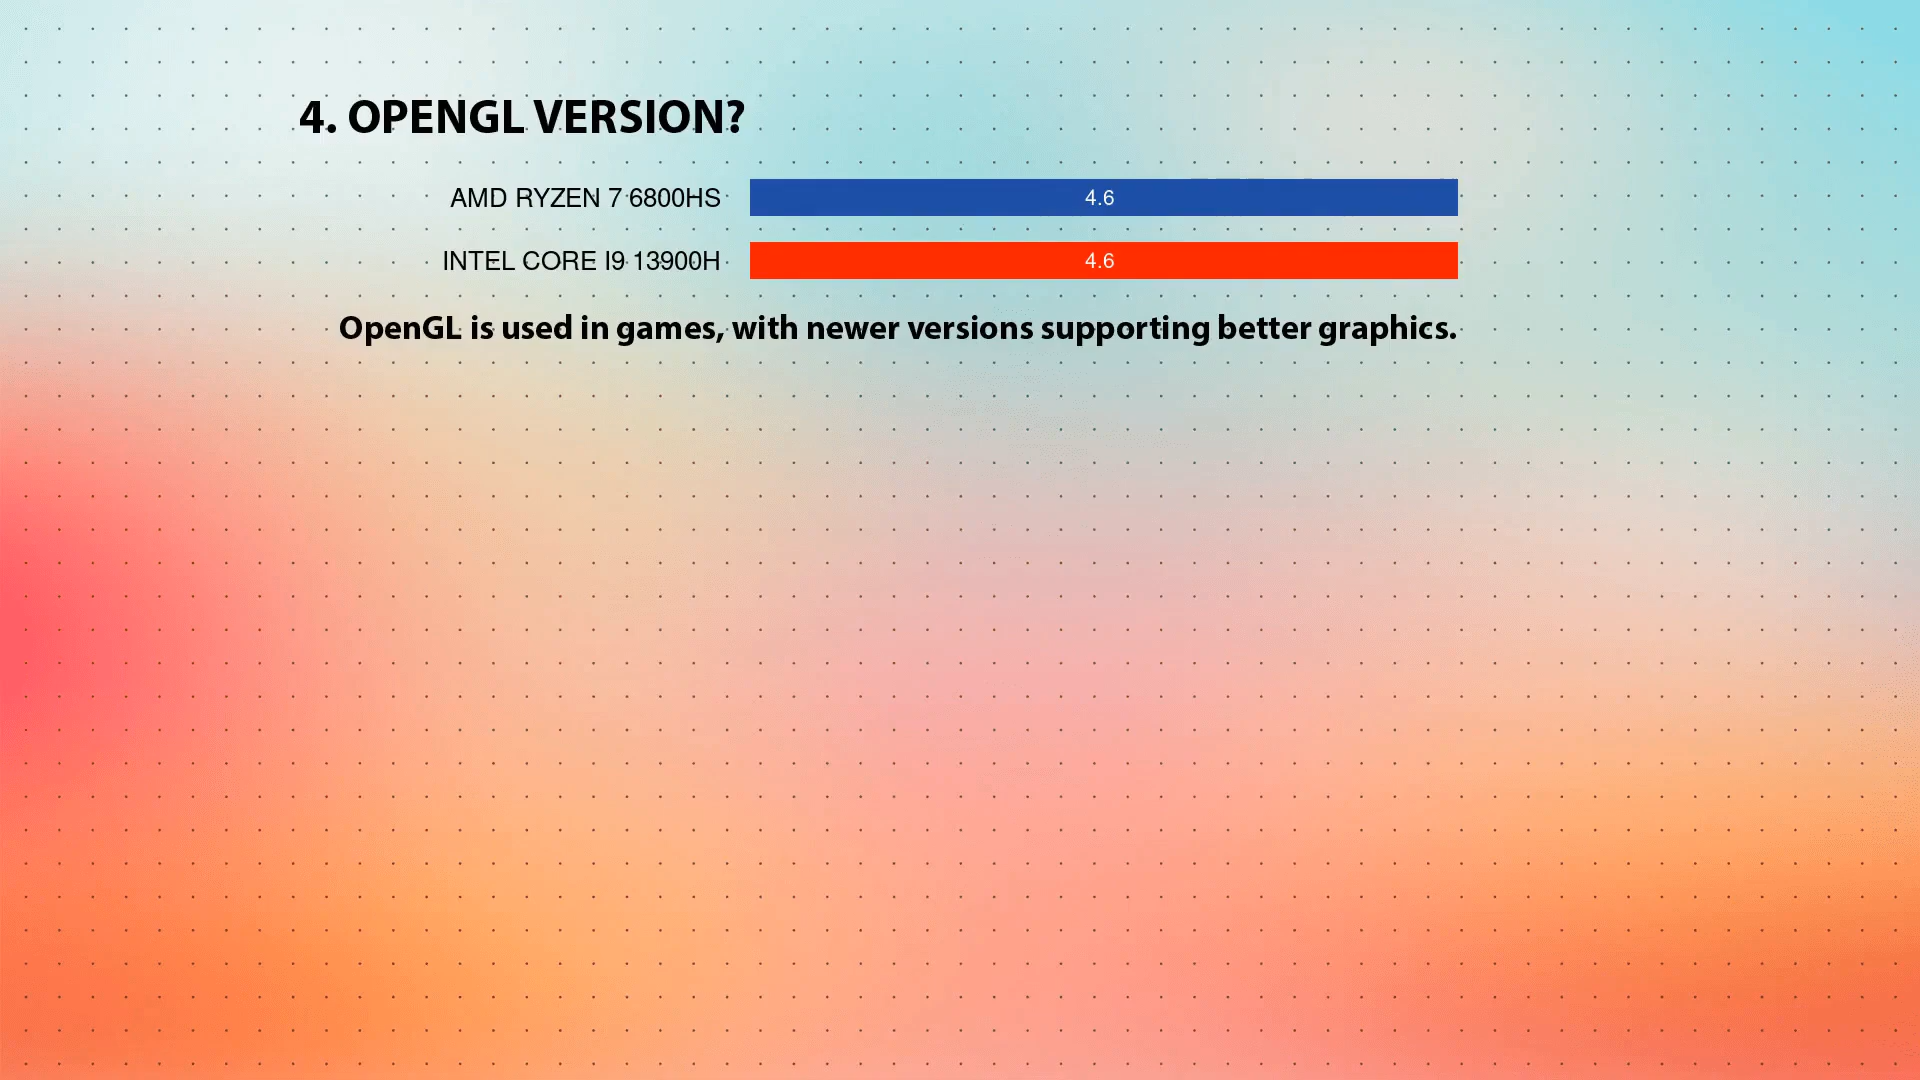 4. OPENGL VERSION?
AMD RYZEN 7 6800HS 4.6
INTEL CORE I9 13900H 4.6
OpenGL is used in games, with newer versions supporting better graphics.